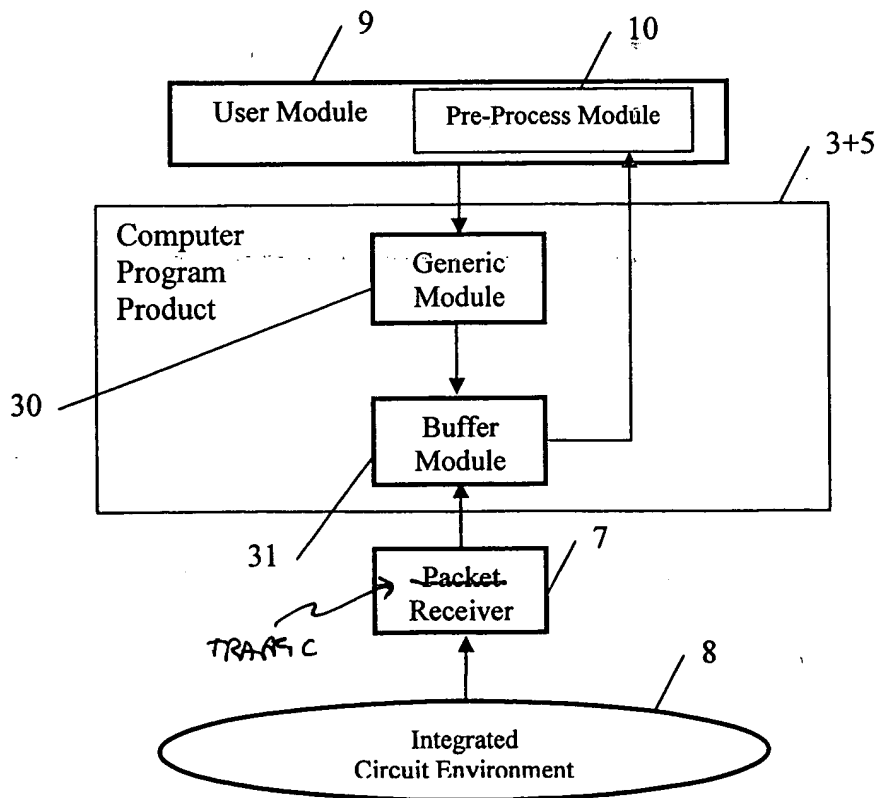 9
10
User Module
Pre-Process Module
3+5
Computer
Program
Product
Generic
Module
30
Buffer
Module
31
7
Packet
Receiver
TRAFFIC
8
Integrated
Circuit Environment